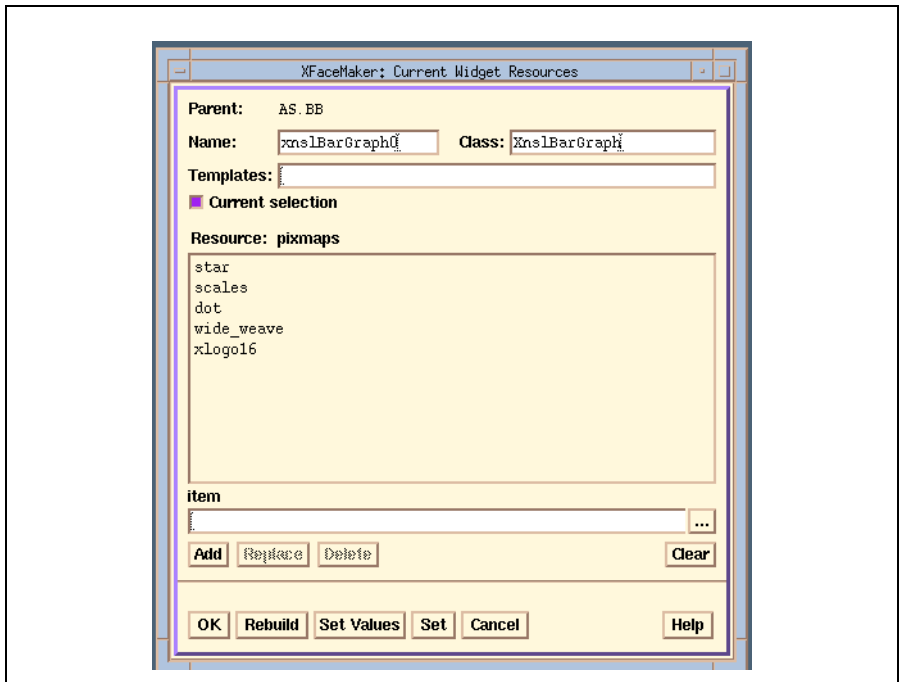 XFaceMaker: Current Widget Resources
Parent: AS.BB
Name: xnslBarGraph0 Class: XnslBarGraph
Templates:
Current selection
Resource: pixmaps
star
scales
dot
wide_weave
xlogo16
item
...
Add Replace Delete Clear
OK Rebuild Set Values Set Cancel Help